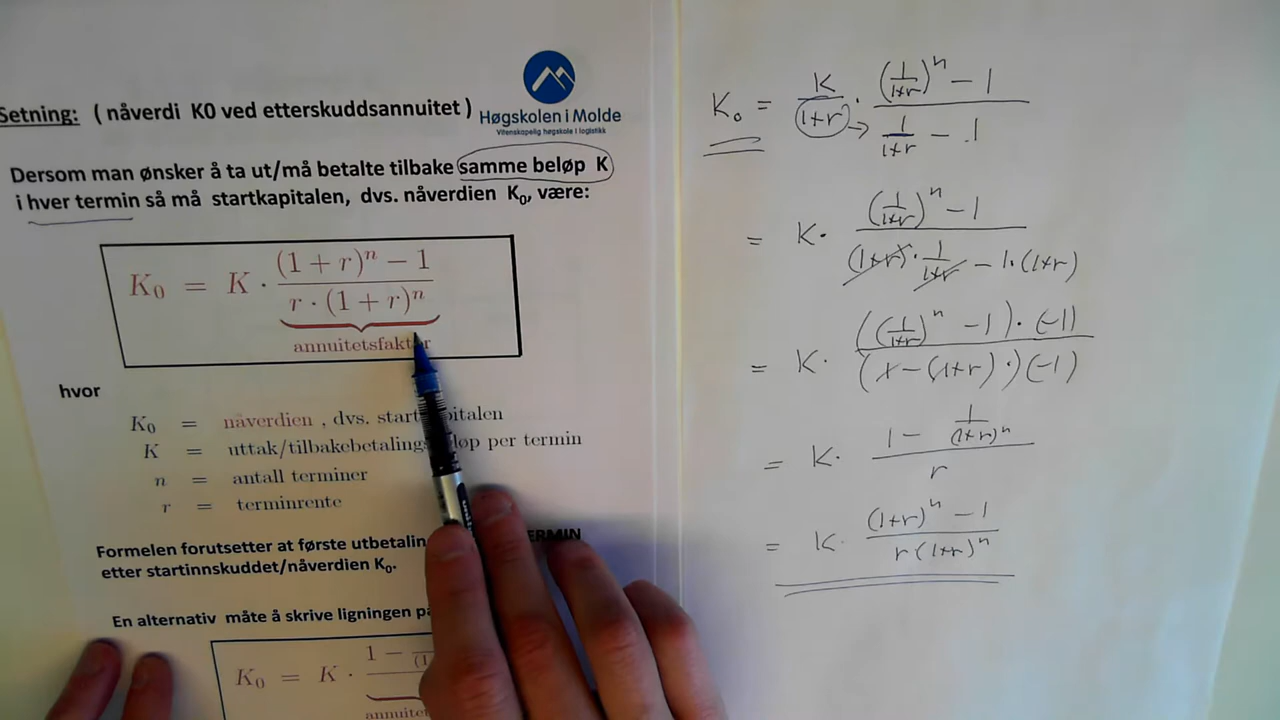 Setning: ( nåverdi K0 ved etterskuddsannuitet )
Høgskolen i Molde
Vitenskapelig høgskole i logistikk
Dersom man ønsker å ta ut/må betalte tilbake samme beløp K
i hver termin så må startkapitalen, dvs. nåverdien K₀, være:
K₀ = K · ((1 + r)ⁿ − 1) / (r · (1 + r)ⁿ)
annuitetsfaktor
hvor
K₀ = nåverdien , dvs. startkapitalen
K = uttak/tilbakebetalingsbeløp per termin
n = antall terminer
r = terminrente
Formelen forutsetter at første TERMIN
etter startinnskuddet/nåverdien K₀.
En alternativ måte å skrive ligningen
K₀ = K · 1 −
K₀ = K/(1+r) · ((1/(1+r))ⁿ − 1) / (1/(1+r) − 1)
= K · ((1/(1+r))ⁿ − 1) / ((1+r) · 1/(1+r) − 1·(1+r))
= K · (((1/(1+r))ⁿ − 1) · (−1)) / ((1 − (1+r) ·)(−1))
= K · (1 − 1/(1+r)ⁿ) / r
= K · ((1+r)ⁿ − 1) / (r(1+r)ⁿ)